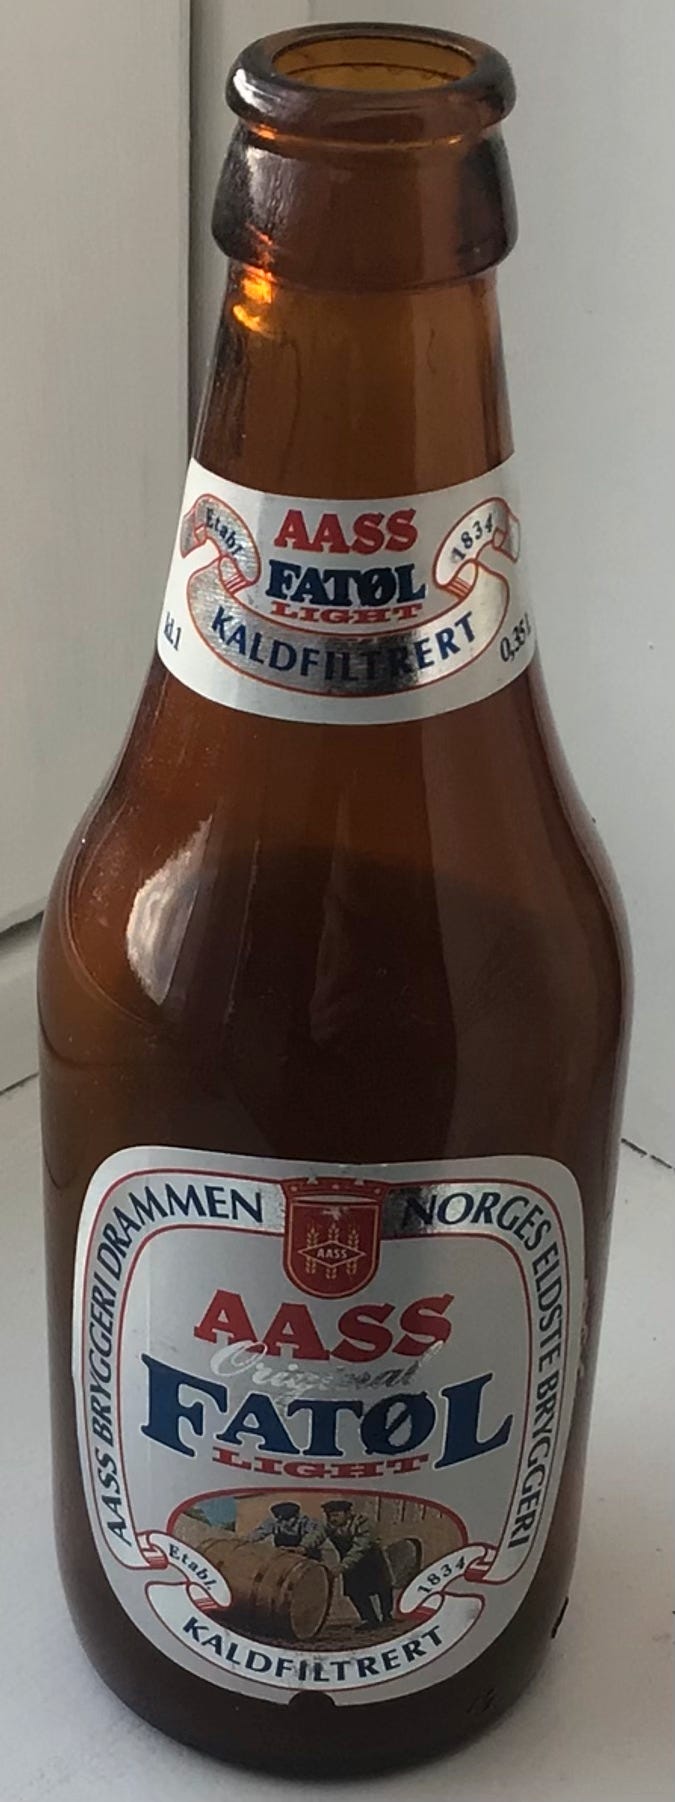 Etabl. 1834
AASS
FATØL
LIGHT
KALDFILTRERT
kl.1
0,35 l
AASS BRYGGERI DRAMMEN
NORGES ELDSTE BRYGGERI
AASS
AASS
Original
FATØL
LIGHT
Etabl. 1834
KALDFILTRERT